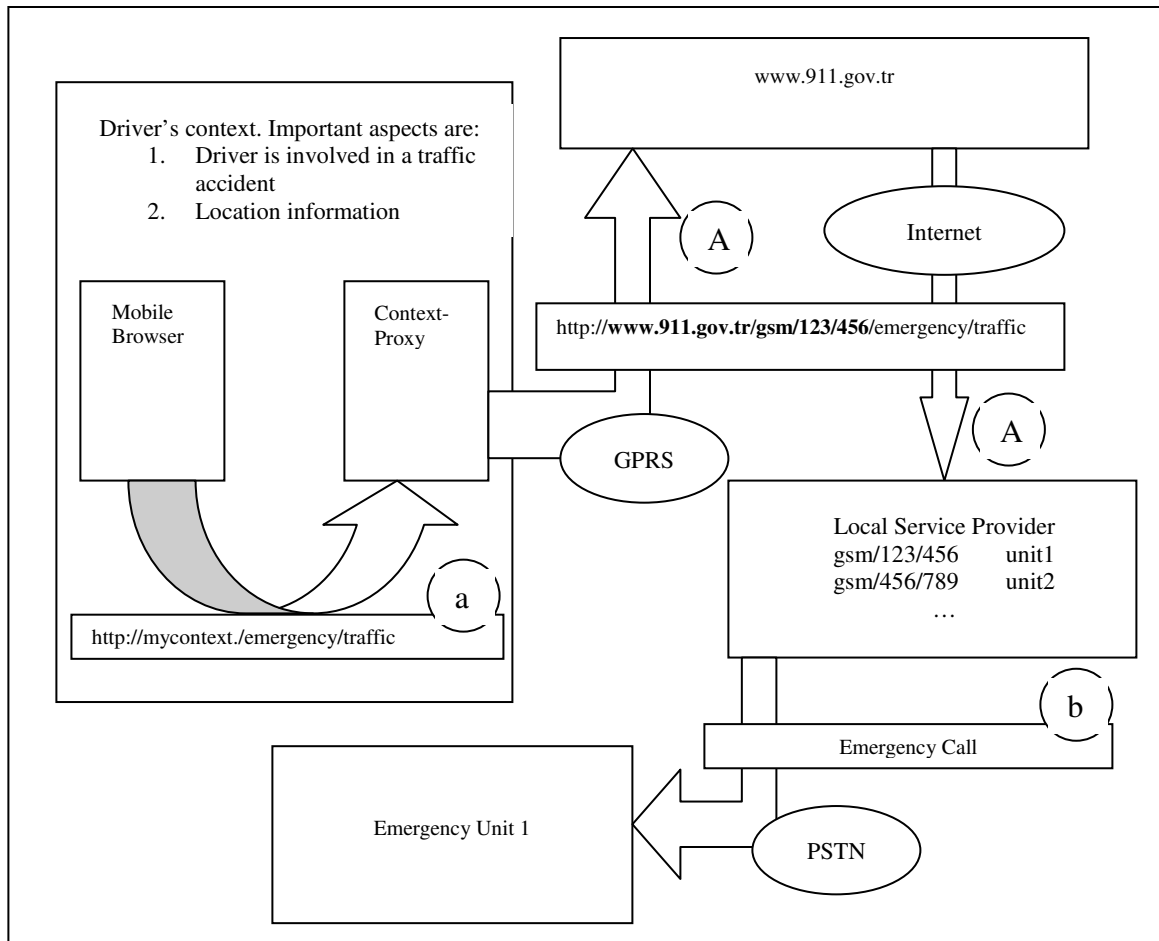 www.911.gov.tr
Driver's context. Important aspects are:
1. Driver is involved in a traffic
accident
2. Location information
A
Internet
Mobile
Browser
Context-
Proxy
http://www.911.gov.tr/gsm/123/456/emergency/traffic
GPRS
A
Local Service Provider
gsm/123/456 unit1
gsm/456/789 unit2
…
a
http://mycontext./emergency/traffic
b
Emergency Call
Emergency Unit 1
PSTN